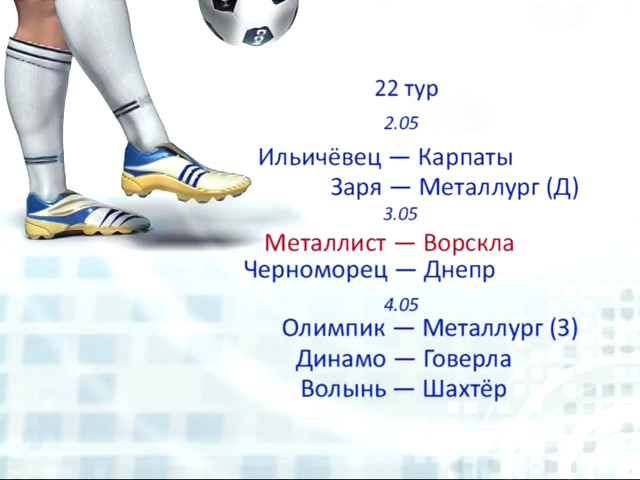 22 тур
2.05
Ильичёвец — Карпаты
Заря — Металлург (Д)
3.05
Металлист — Ворскла
Черноморец — Днепр
4.05
Олимпик — Металлург (З)
Динамо — Говерла
Волынь — Шахтёр